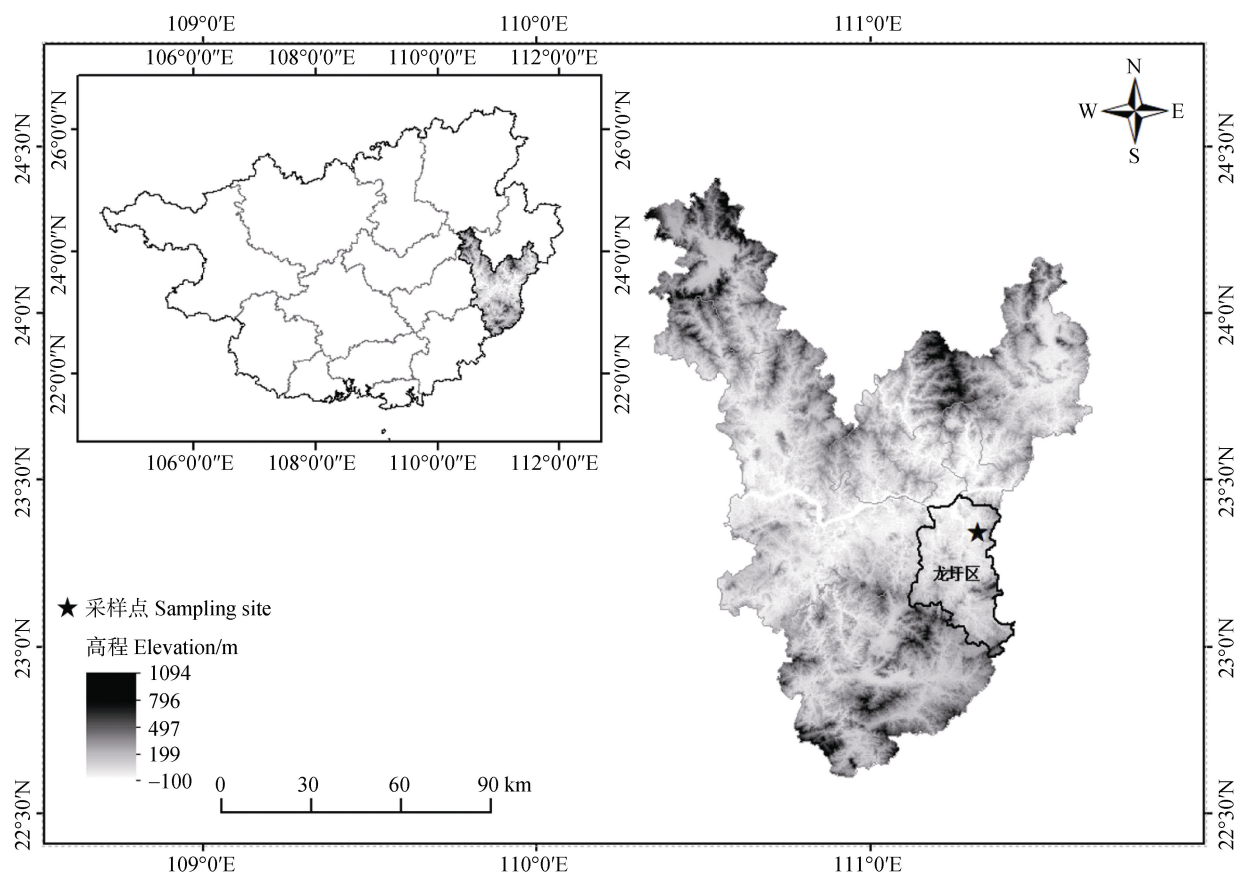 109°0′E 110°0′E 111°0′E
106°0′0″E 108°0′0″E 110°0′0″E 112°0′0″E
N
W E
S
24°30′N
26°0′0″N
26°0′0″N
24°30′N
24°0′0″N
24°0′0″N
24°0′N
24°0′N
22°0′0″N
22°0′0″N
106°0′0″E 108°0′0″E 110°0′0″E 112°0′0″E
23°30′N
23°30′N
龙圩区
采样点 Sampling site
高程 Elevation/m
1094
796
497
199
−100
23°0′N
23°0′N
0 30 60 90 km
22°30′N
22°30′N
109°0′E 110°0′E 111°0′E